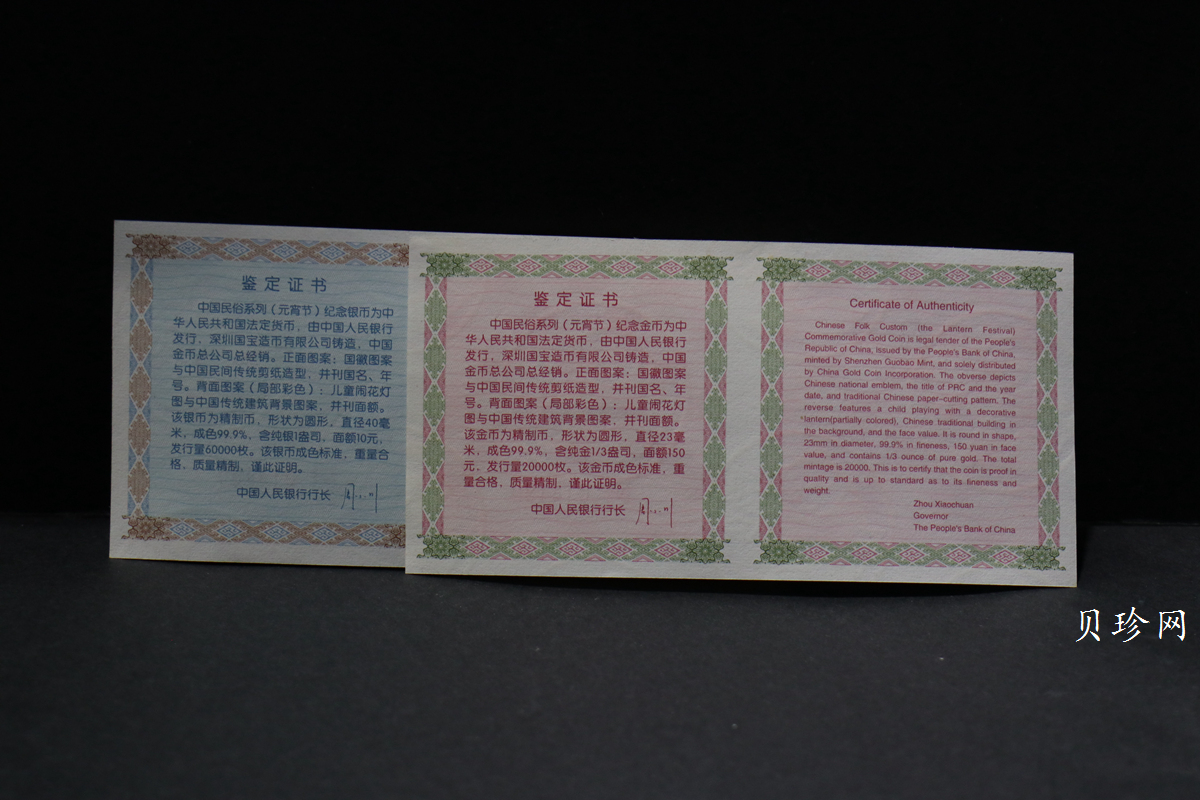 鉴定证书
中国民俗系列（元宵节）纪念银币为中
华人民共和国法定货币，由中国人民银行
发行，深圳国宝造币有限公司铸造，中国
金币总公司总经销。正面图案：国徽图案
与中国民间传统剪纸造型，并刊国名、年
号。背面图案（局部彩色）：儿童闹花灯
图与中国传统建筑背景图案，并刊面额。
该银币为精制币，形状为圆形，直径40毫
米，成色99.9%，含纯银1盎司，面额10元，
发行量60000枚。该银币成色标准，重量合
格，质量精制，谨此证明。
中国人民银行行长
鉴定证书
中国民俗系列（元宵节）纪念金币为中
华人民共和国法定货币，由中国人民银行
发行，深圳国宝造币有限公司铸造，中国
金币总公司总经销。正面图案：国徽图案
与中国民间传统剪纸造型，并刊国名、年
号。背面图案（局部彩色）：儿童闹花灯
图与中国传统建筑背景图案，并刊面额。
该金币为精制币，形状为圆形，直径23毫
米，成色99.9%，含纯金1/3盎司，面额150
元，发行量20000枚。该金币成色标准，重
量合格，质量精制，谨此证明。
中国人民银行行长
Certificate of Authenticity
Chinese Folk Custom (the Lantern Festival)
Commemorative Gold Coin is legal tender of the People's
Republic of China, issued by the People's Bank of China,
minted by Shenzhen Guobao Mint, and solely distributed
by China Gold Coin Incorporation. The obverse depicts
Chinese national emblem, the title of PRC and the year
date, and traditional Chinese paper-cutting pattern. The
reverse features a child playing with a decorative
lantern(partially colored), Chinese traditional building in
the background, and the face value. It is round in shape,
23mm in diameter, 99.9% in fineness, 150 yuan in face
value, and contains 1/3 ounce of pure gold. The total
mintage is 20000. This is to certify that the coin is proof in
quality and is up to standard as to its fineness and
weight.
Zhou Xiaochuan
Governor
The People's Bank of China
贝珍网